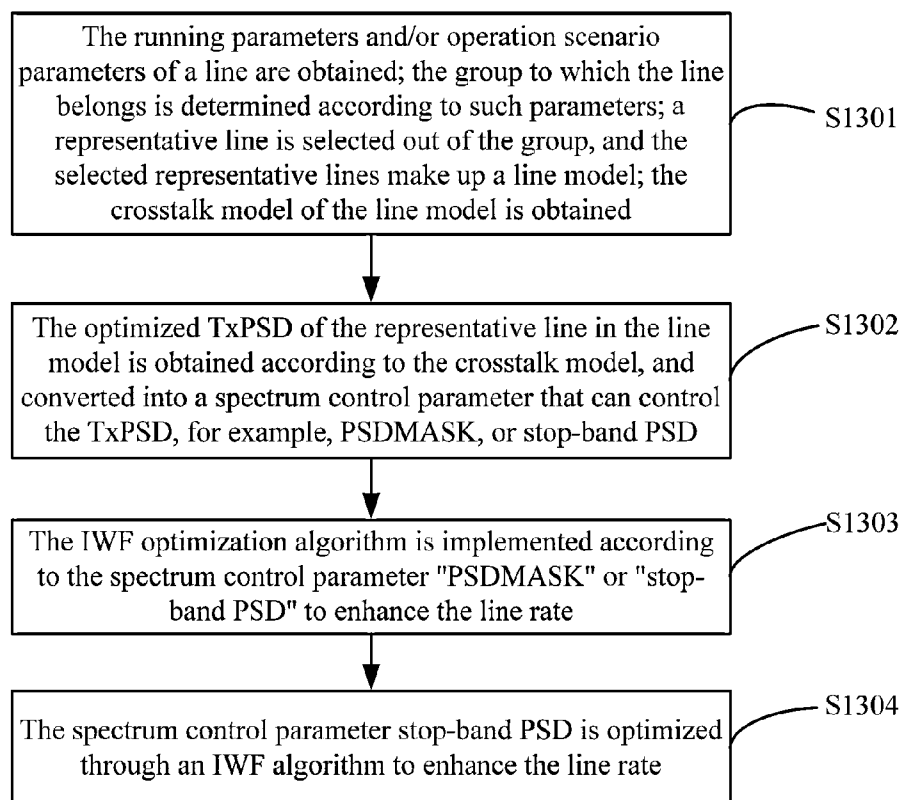 The running parameters and/or operation scenario
parameters of a line are obtained; the group to which the line
belongs is determined according to such parameters; a
representative line is selected out of the group, and the
selected representative lines make up a line model; the
crosstalk model of the line model is obtained
S1301
The optimized TxPSD of the representative line in the line
model is obtained according to the crosstalk model, and
converted into a spectrum control parameter that can control
the TxPSD, for example, PSDMASK, or stop-band PSD
S1302
The IWF optimization algorithm is implemented according
to the spectrum control parameter "PSDMASK" or "stop-
band PSD" to enhance the line rate
S1303
The spectrum control parameter stop-band PSD is optimized
through an IWF algorithm to enhance the line rate
S1304